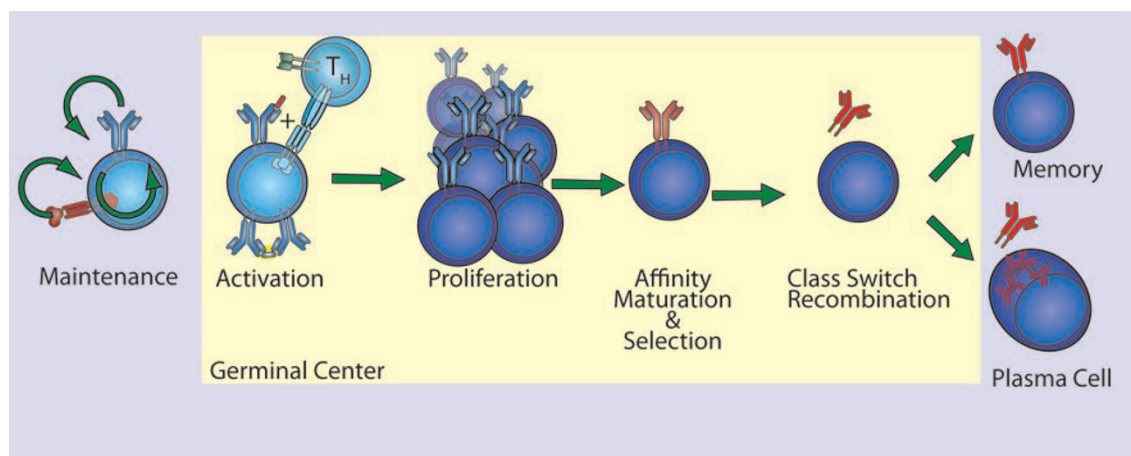 T H
+
Maintenance
Activation
Proliferation
Affinity
Maturation
&
Selection
Class Switch
Recombination
Memory
Plasma Cell
Germinal Center